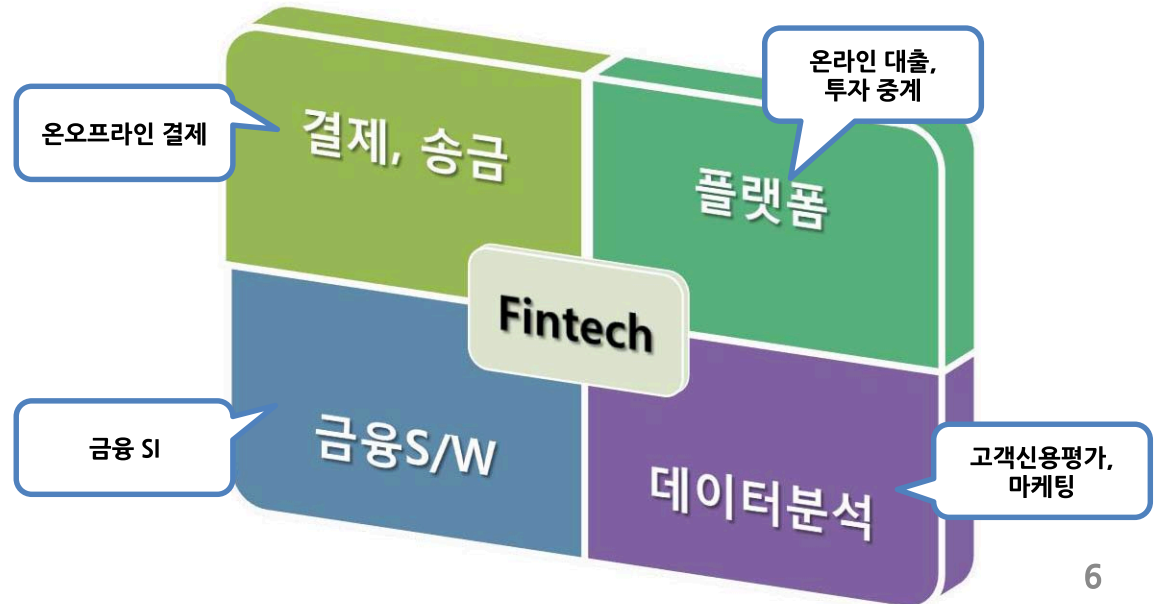 온라인 대출,
투자 중계
온오프라인 결제
결제, 송금
플랫폼
Fintech
금융 SI
금융S/W
데이터분석
고객신용평가,
마케팅
6